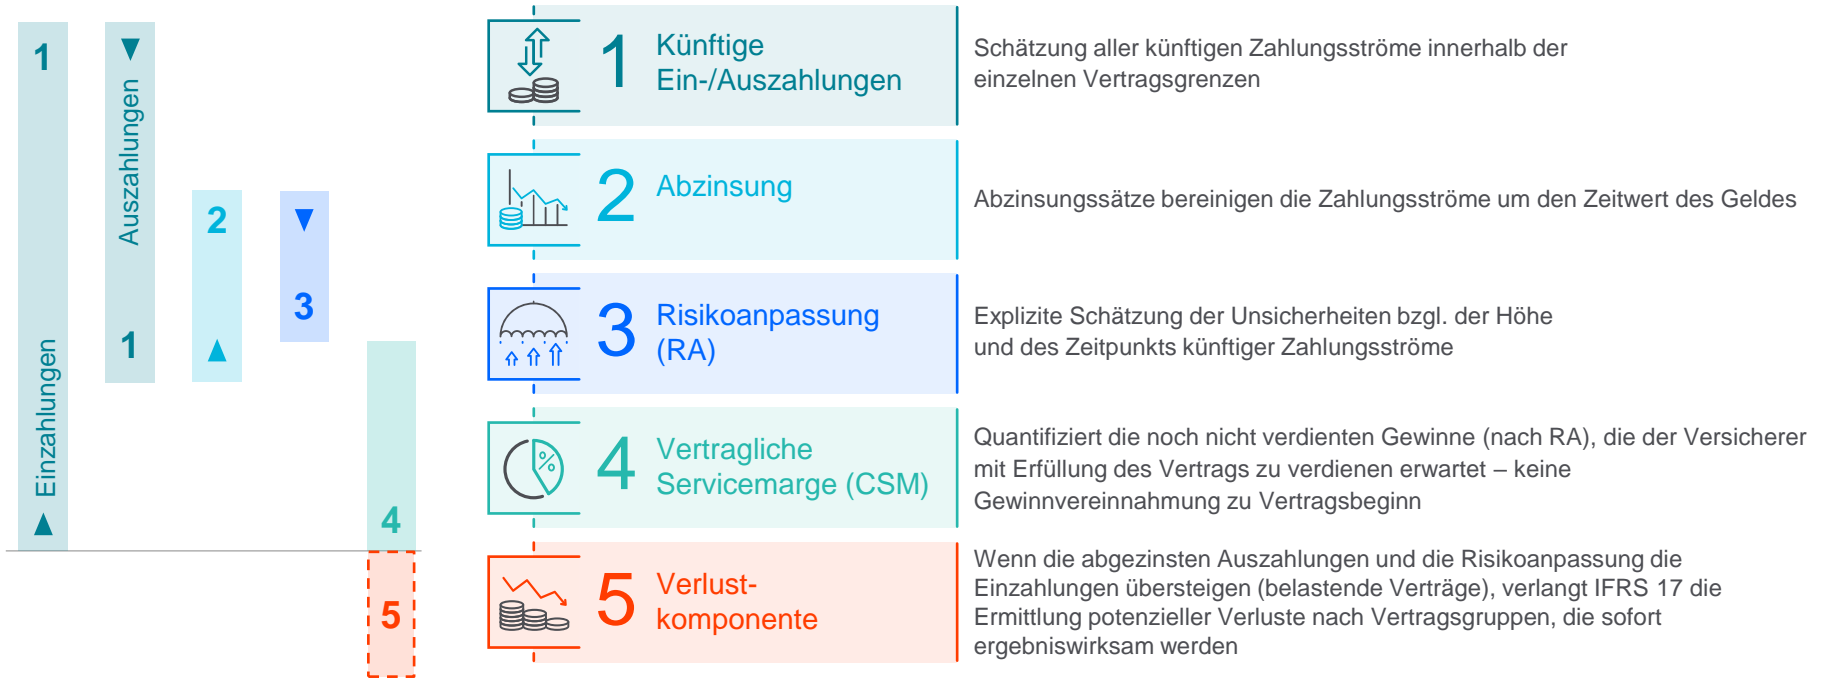 1
Einzahlungen
Auszahlungen
1
2
3
4
5
1
Künftige
Ein-/Auszahlungen
Schätzung aller künftigen Zahlungsströme innerhalb der
einzelnen Vertragsgrenzen
2
Abzinsung
Abzinsungssätze bereinigen die Zahlungsströme um den Zeitwert des Geldes
3
Risikoanpassung
(RA)
Explizite Schätzung der Unsicherheiten bzgl. der Höhe
und des Zeitpunkts künftiger Zahlungsströme
%
4
Vertragliche
Servicemarge (CSM)
Quantifiziert die noch nicht verdienten Gewinne (nach RA), die der Versicherer
mit Erfüllung des Vertrags zu verdienen erwartet – keine
Gewinnvereinnahmung zu Vertragsbeginn
5
Verlust-
komponente
Wenn die abgezinsten Auszahlungen und die Risikoanpassung die
Einzahlungen übersteigen (belastende Verträge), verlangt IFRS 17 die
Ermittlung potenzieller Verluste nach Vertragsgruppen, die sofort
ergebniswirksam werden